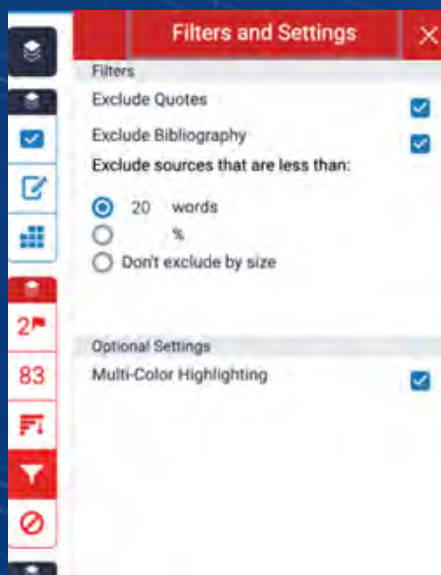 Filters and Settings
Filters
Exclude Quotes
Exclude Bibliography
Exclude sources that are less than:
20 words
%
Don't exclude by size
2
83
Optional Settings
Multi-Color Highlighting